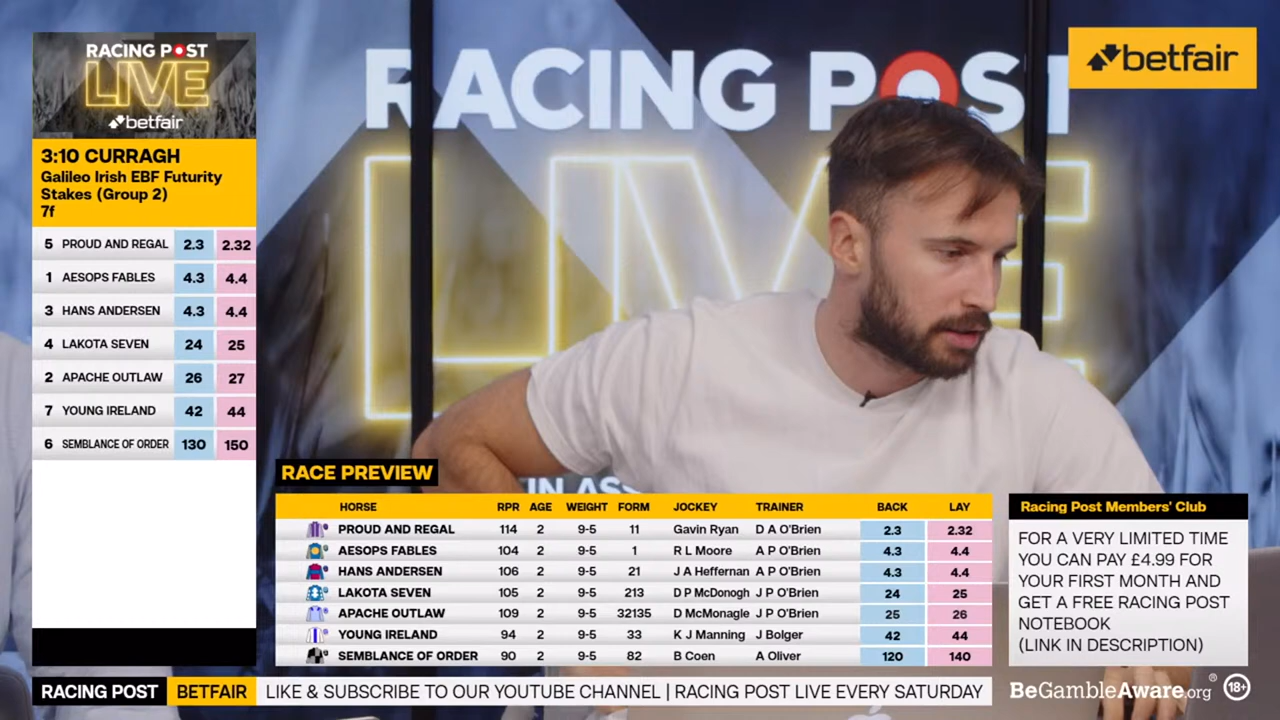 RACING POST
LIVE
betfair
3:10 CURRAGH
Galileo Irish EBF Futurity
Stakes (Group 2)
7f
5 PROUD AND REGAL 2.3 2.32
1 AESOPS FABLES 4.3 4.4
3 HANS ANDERSEN 4.3 4.4
4 LAKOTA SEVEN 24 25
2 APACHE OUTLAW 26 27
7 YOUNG IRELAND 42 44
6 SEMBLANCE OF ORDER 130 150
RACING POST
LIVE
betfair
RACE PREVIEW
HORSE RPR AGE WEIGHT FORM JOCKEY TRAINER BACK LAY
PROUD AND REGAL 114 2 9-5 11 Gavin Ryan D A O'Brien 2.3 2.32
AESOPS FABLES 104 2 9-5 1 R L Moore A P O'Brien 4.3 4.4
HANS ANDERSEN 106 2 9-5 21 J A Heffernan A P O'Brien 4.3 4.4
LAKOTA SEVEN 105 2 9-5 213 D P McDonogh J P O'Brien 24 25
APACHE OUTLAW 109 2 9-5 32135 D McMonagle J P O'Brien 25 26
YOUNG IRELAND 94 2 9-5 33 K J Manning J Bolger 42 44
SEMBLANCE OF ORDER 90 2 9-5 82 B Coen A Oliver 120 140
Racing Post Members' Club
FOR A VERY LIMITED TIME
YOU CAN PAY £4.99 FOR
YOUR FIRST MONTH AND
GET A FREE RACING POST
NOTEBOOK
(LINK IN DESCRIPTION)
RACING POST BETFAIR LIKE & SUBSCRIBE TO OUR YOUTUBE CHANNEL | RACING POST LIVE EVERY SATURDAY
BeGambleAware.org® 18+